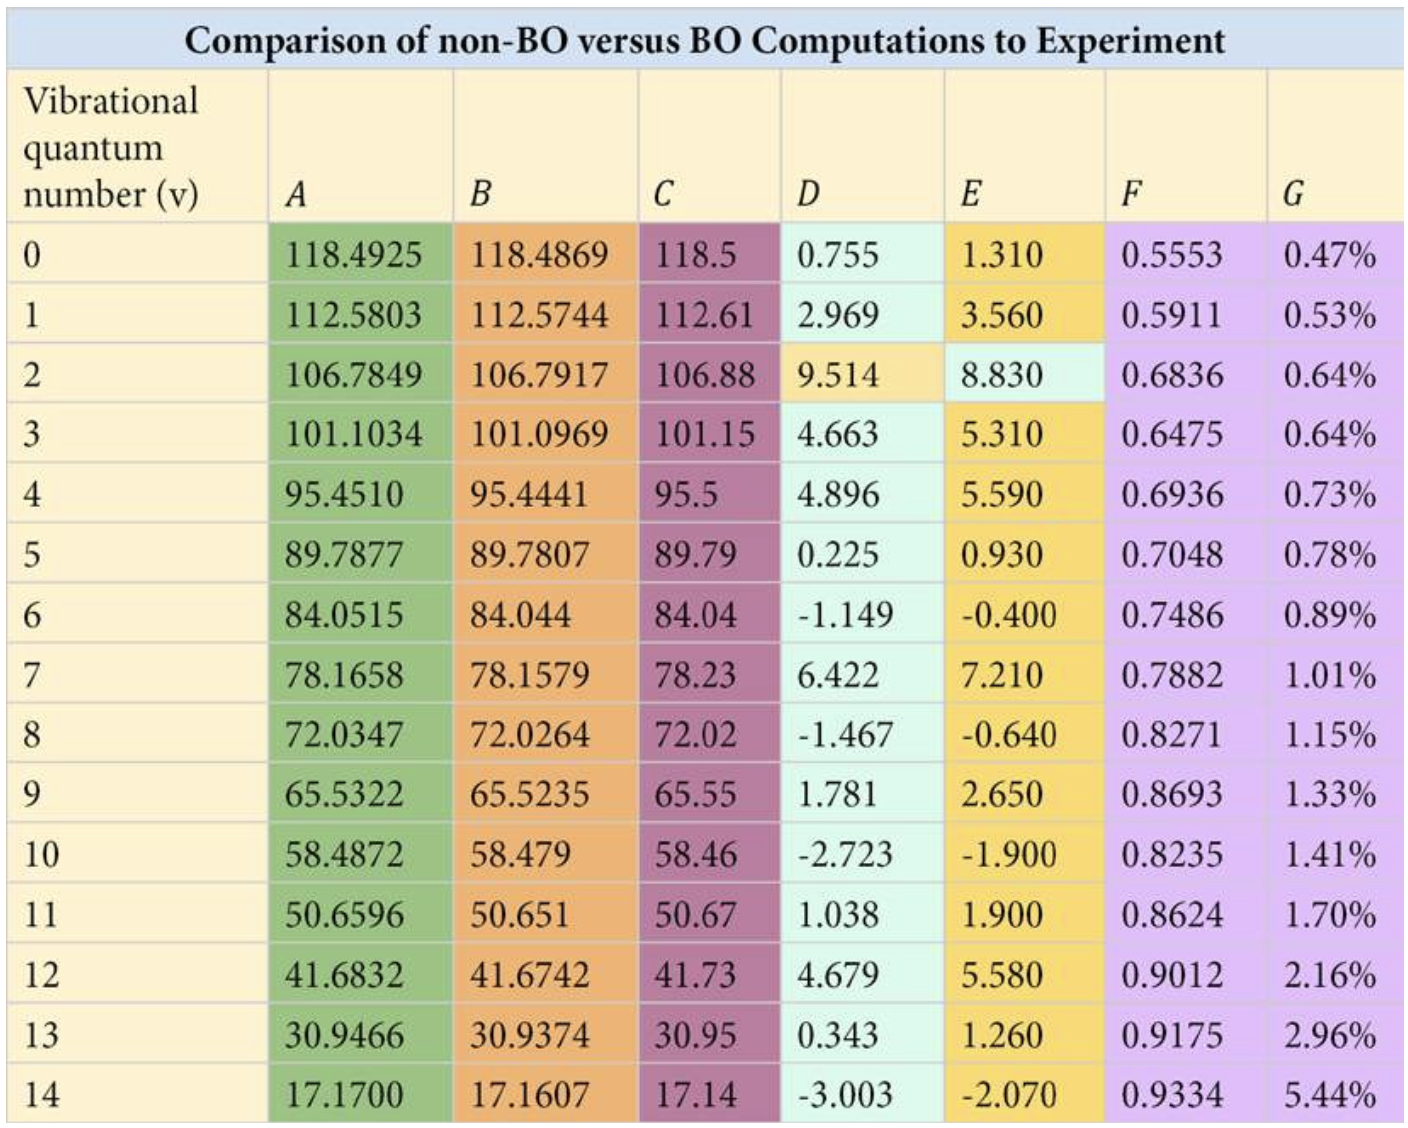 Comparison of non-BO versus BO Computations to Experiment
Vibrational
quantum
number (v) A B C D E F G
0 118.4925 118.4869 118.5 0.755 1.310 0.5553 0.47%
1 112.5803 112.5744 112.61 2.969 3.560 0.5911 0.53%
2 106.7849 106.7917 106.88 9.514 8.830 0.6836 0.64%
3 101.1034 101.0969 101.15 4.663 5.310 0.6475 0.64%
4 95.4510 95.4441 95.5 4.896 5.590 0.6936 0.73%
5 89.7877 89.7807 89.79 0.225 0.930 0.7048 0.78%
6 84.0515 84.044 84.04 -1.149 -0.400 0.7486 0.89%
7 78.1658 78.1579 78.23 6.422 7.210 0.7882 1.01%
8 72.0347 72.0264 72.02 -1.467 -0.640 0.8271 1.15%
9 65.5322 65.5235 65.55 1.781 2.650 0.8693 1.33%
10 58.4872 58.479 58.46 -2.723 -1.900 0.8235 1.41%
11 50.6596 50.651 50.67 1.038 1.900 0.8624 1.70%
12 41.6832 41.6742 41.73 4.679 5.580 0.9012 2.16%
13 30.9466 30.9374 30.95 0.343 1.260 0.9175 2.96%
14 17.1700 17.1607 17.14 -3.003 -2.070 0.9334 5.44%